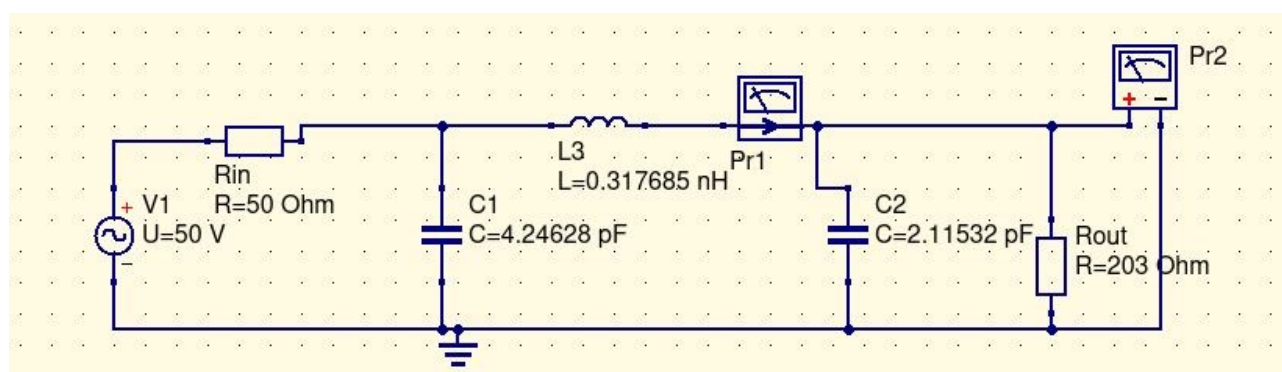 Pr2
+ −
L3
L=0.317685 nH
Pr1
Rin
R=50 Ohm
+ V1
U=50 V
−
C1
C=4.24628 pF
C2
C=2.11532 pF
Rout
R=203 Ohm